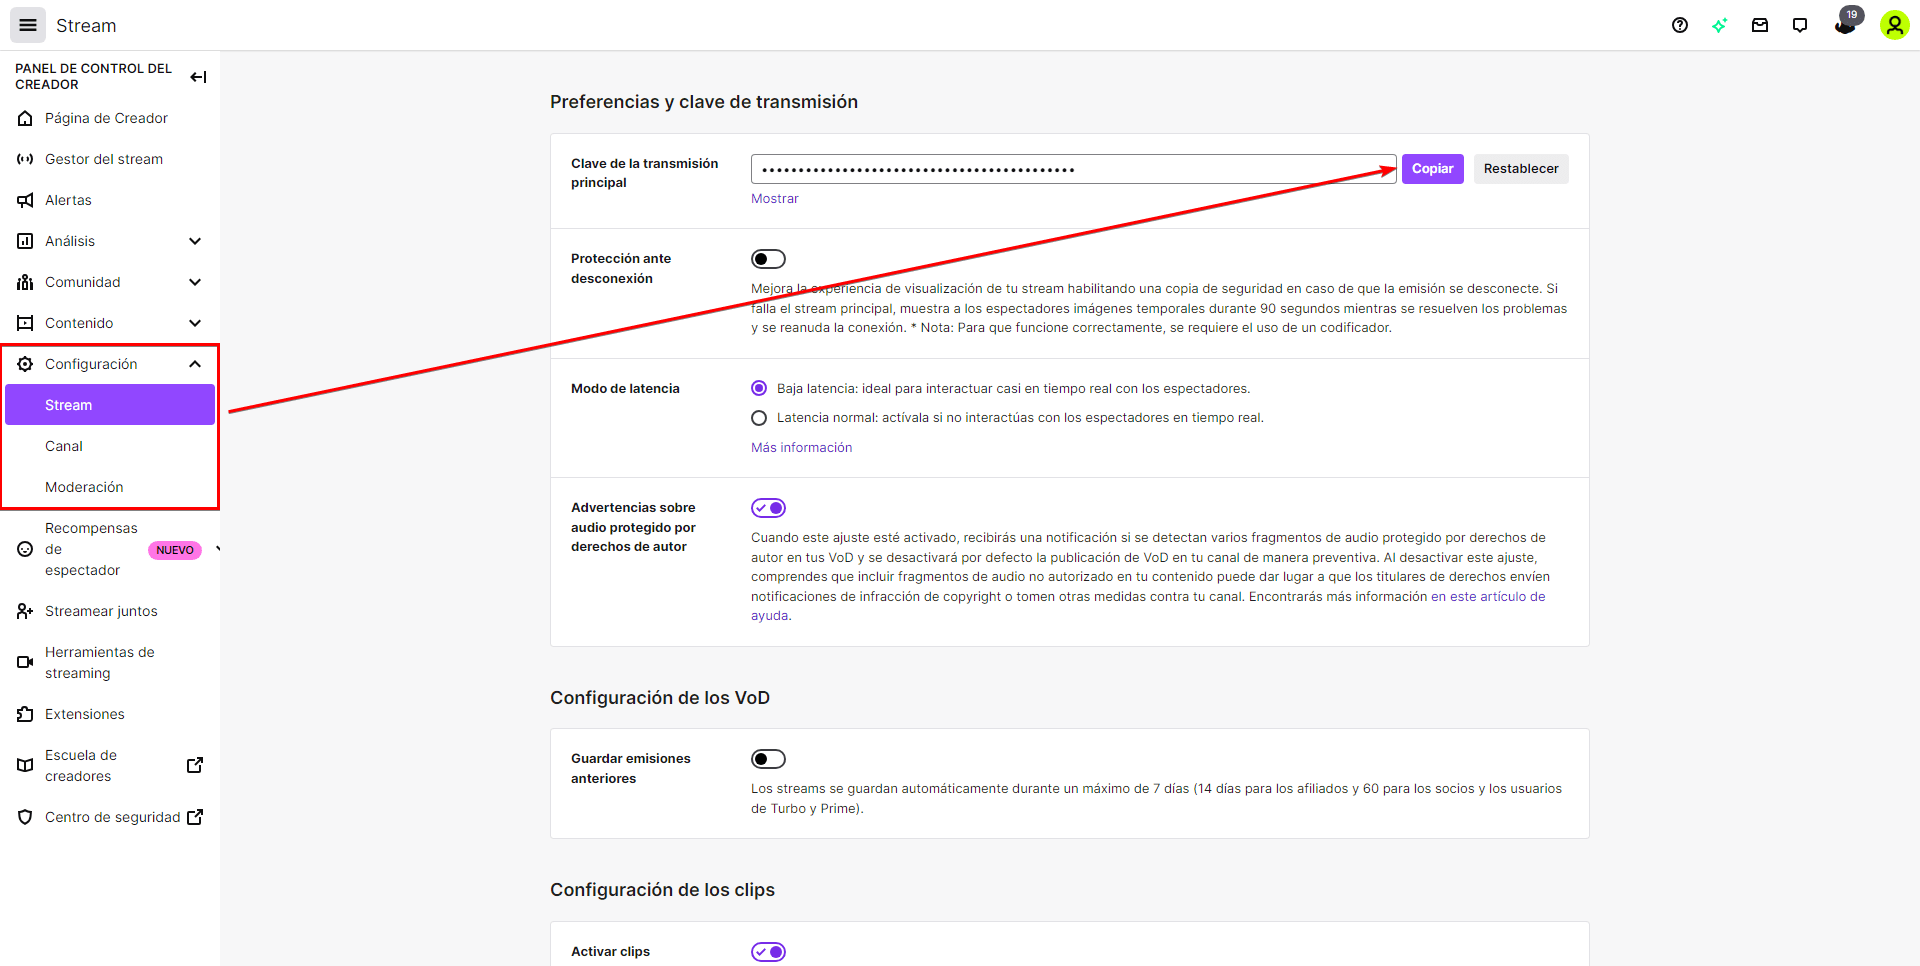 Stream
19
PANEL DE CONTROL DEL
CREADOR
Página de Creador
Gestor del stream
Alertas
Análisis
Comunidad
Contenido
Configuración
Stream
Canal
Moderación
Recompensas
de
espectador
NUEVO
Streamear juntos
Herramientas de
streaming
Extensiones
Escuela de
creadores
Centro de seguridad
Preferencias y clave de transmisión
Clave de la transmisión
principal
Copiar
Restablecer
Mostrar
Protección ante
desconexión
Mejora la experiencia de visualización de tu stream habilitando una copia de seguridad en caso de que la emisión se desconecte. Si
falla el stream principal, muestra a los espectadores imágenes temporales durante 90 segundos mientras se resuelven los problemas
y se reanuda la conexión. * Nota: Para que funcione correctamente, se requiere el uso de un codificador.
Modo de latencia
Baja latencia: ideal para interactuar casi en tiempo real con los espectadores.
Latencia normal: actívala si no interactúas con los espectadores en tiempo real.
Más información
Advertencias sobre
audio protegido por
derechos de autor
Cuando este ajuste esté activado, recibirás una notificación si se detectan varios fragmentos de audio protegido por derechos de
autor en tus VoD y se desactivará por defecto la publicación de VoD en tu canal de manera preventiva. Al desactivar este ajuste,
comprendes que incluir fragmentos de audio no autorizado en tu contenido puede dar lugar a que los titulares de derechos envíen
notificaciones de infracción de copyright o tomen otras medidas contra tu canal. Encontrarás más información en este artículo de
ayuda.
Configuración de los VoD
Guardar emisiones
anteriores
Los streams se guardan automáticamente durante un máximo de 7 días (14 días para los afiliados y 60 para los socios y los usuarios
de Turbo y Prime).
Configuración de los clips
Activar clips